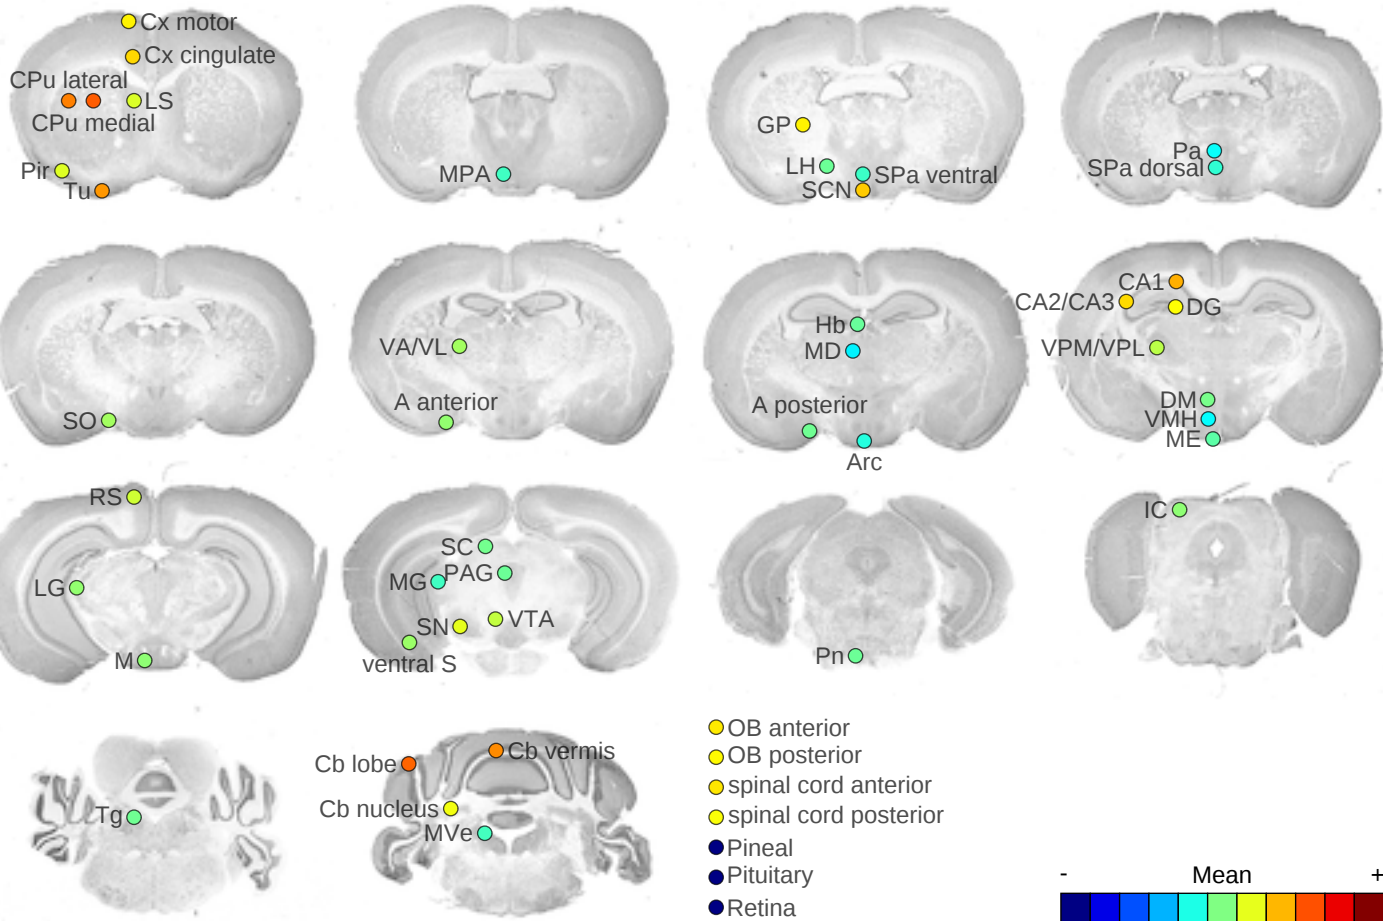 Cx motor
Cx cingulate
CPu lateral
LS
CPu medial
Pir
Tu
MPA
GP
LH
SPa ventral
SCN
Pa
SPa dorsal
SO
VA/VL
A anterior
Hb
MD
A posterior
Arc
CA1
CA2/CA3
DG
VPM/VPL
DM
VMH
ME
RS
LG
M
SC
MG
PAG
SN
VTA
ventral S
Pn
IC
Tg
Cb lobe
Cb vermis
Cb nucleus
MVe
OB anterior
OB posterior
spinal cord anterior
spinal cord posterior
Pineal
Pituitary
Retina
- Mean +